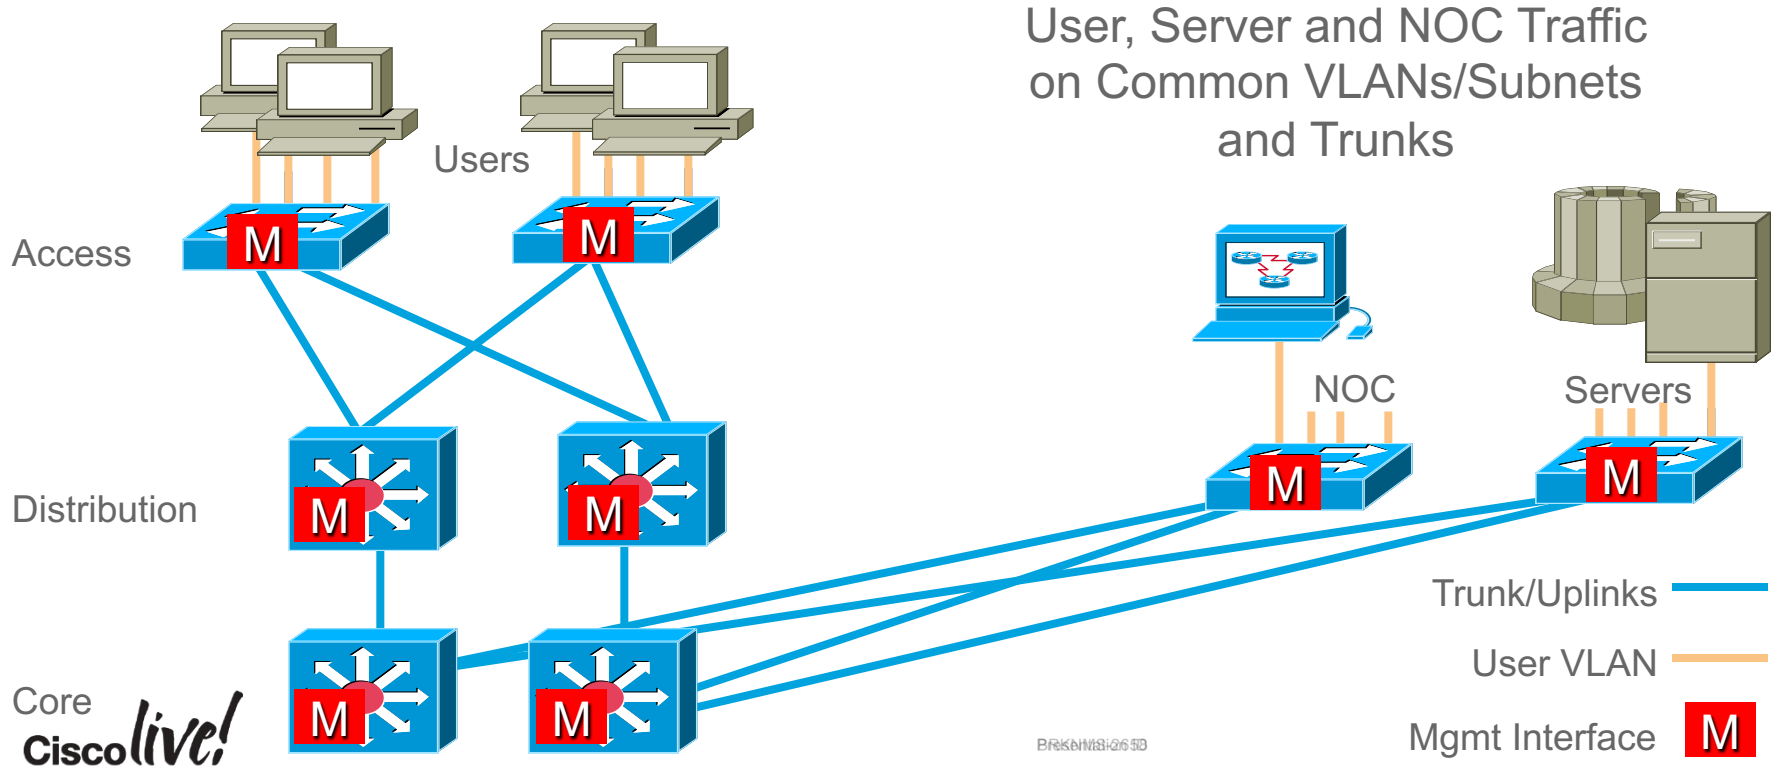 User, Server and NOC Traffic
on Common VLANs/Subnets
and Trunks
Users
Access
M
M
NOC
Servers
M
M
Distribution
M
M
Trunk/Uplinks
User VLAN
Core
M
M
Mgmt Interface
M
Cisco live!